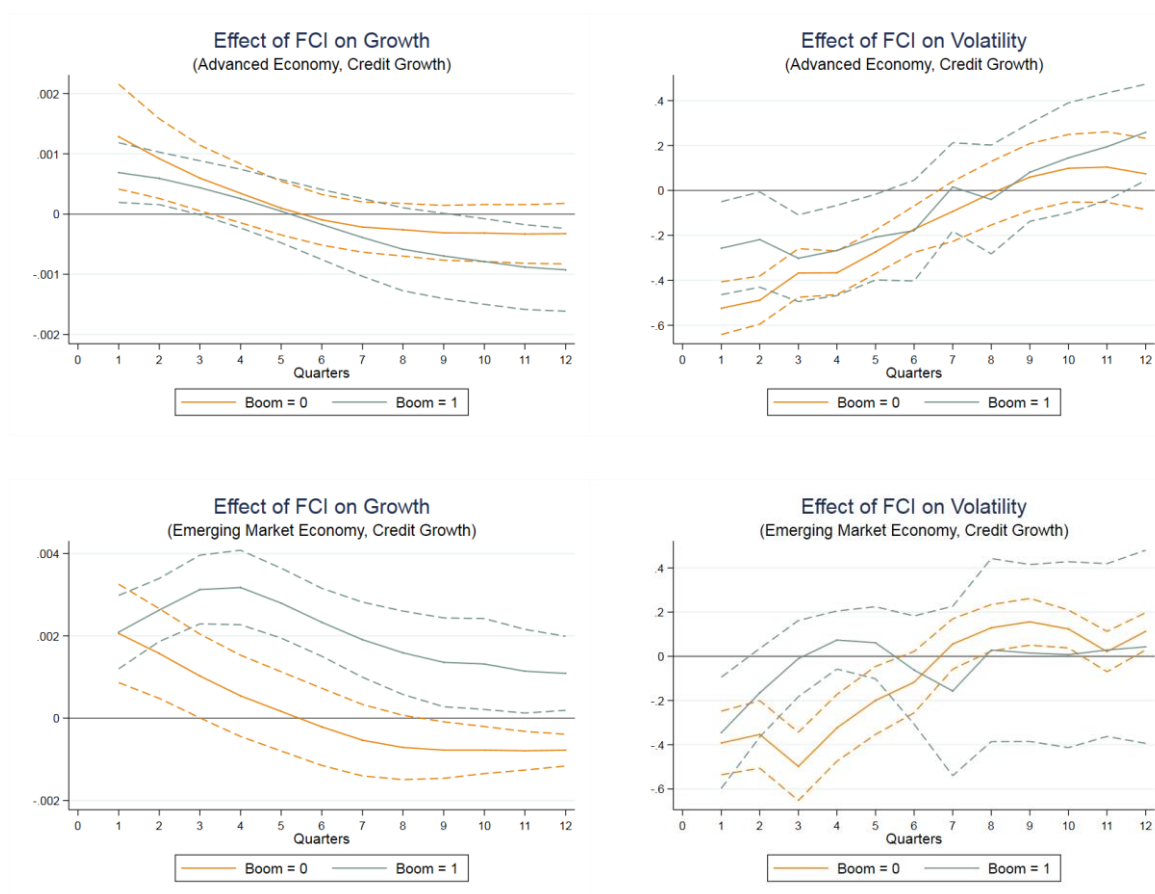 Effect of FCI on Growth
(Advanced Economy, Credit Growth)
.002
.001
0
-.001
-.002
0 1 2 3 4 5 6 7 8 9 10 11 12
Quarters
Boom = 0 Boom = 1
Effect of FCI on Volatility
(Advanced Economy, Credit Growth)
.4
.2
0
-.2
-.4
-.6
0 1 2 3 4 5 6 7 8 9 10 11 12
Quarters
Boom = 0 Boom = 1
Effect of FCI on Growth
(Emerging Market Economy, Credit Growth)
.004
.002
0
-.002
0 1 2 3 4 5 6 7 8 9 10 11 12
Quarters
Boom = 0 Boom = 1
Effect of FCI on Volatility
(Emerging Market Economy, Credit Growth)
.4
.2
0
-.2
-.4
-.6
0 1 2 3 4 5 6 7 8 9 10 11 12
Quarters
Boom = 0 Boom = 1